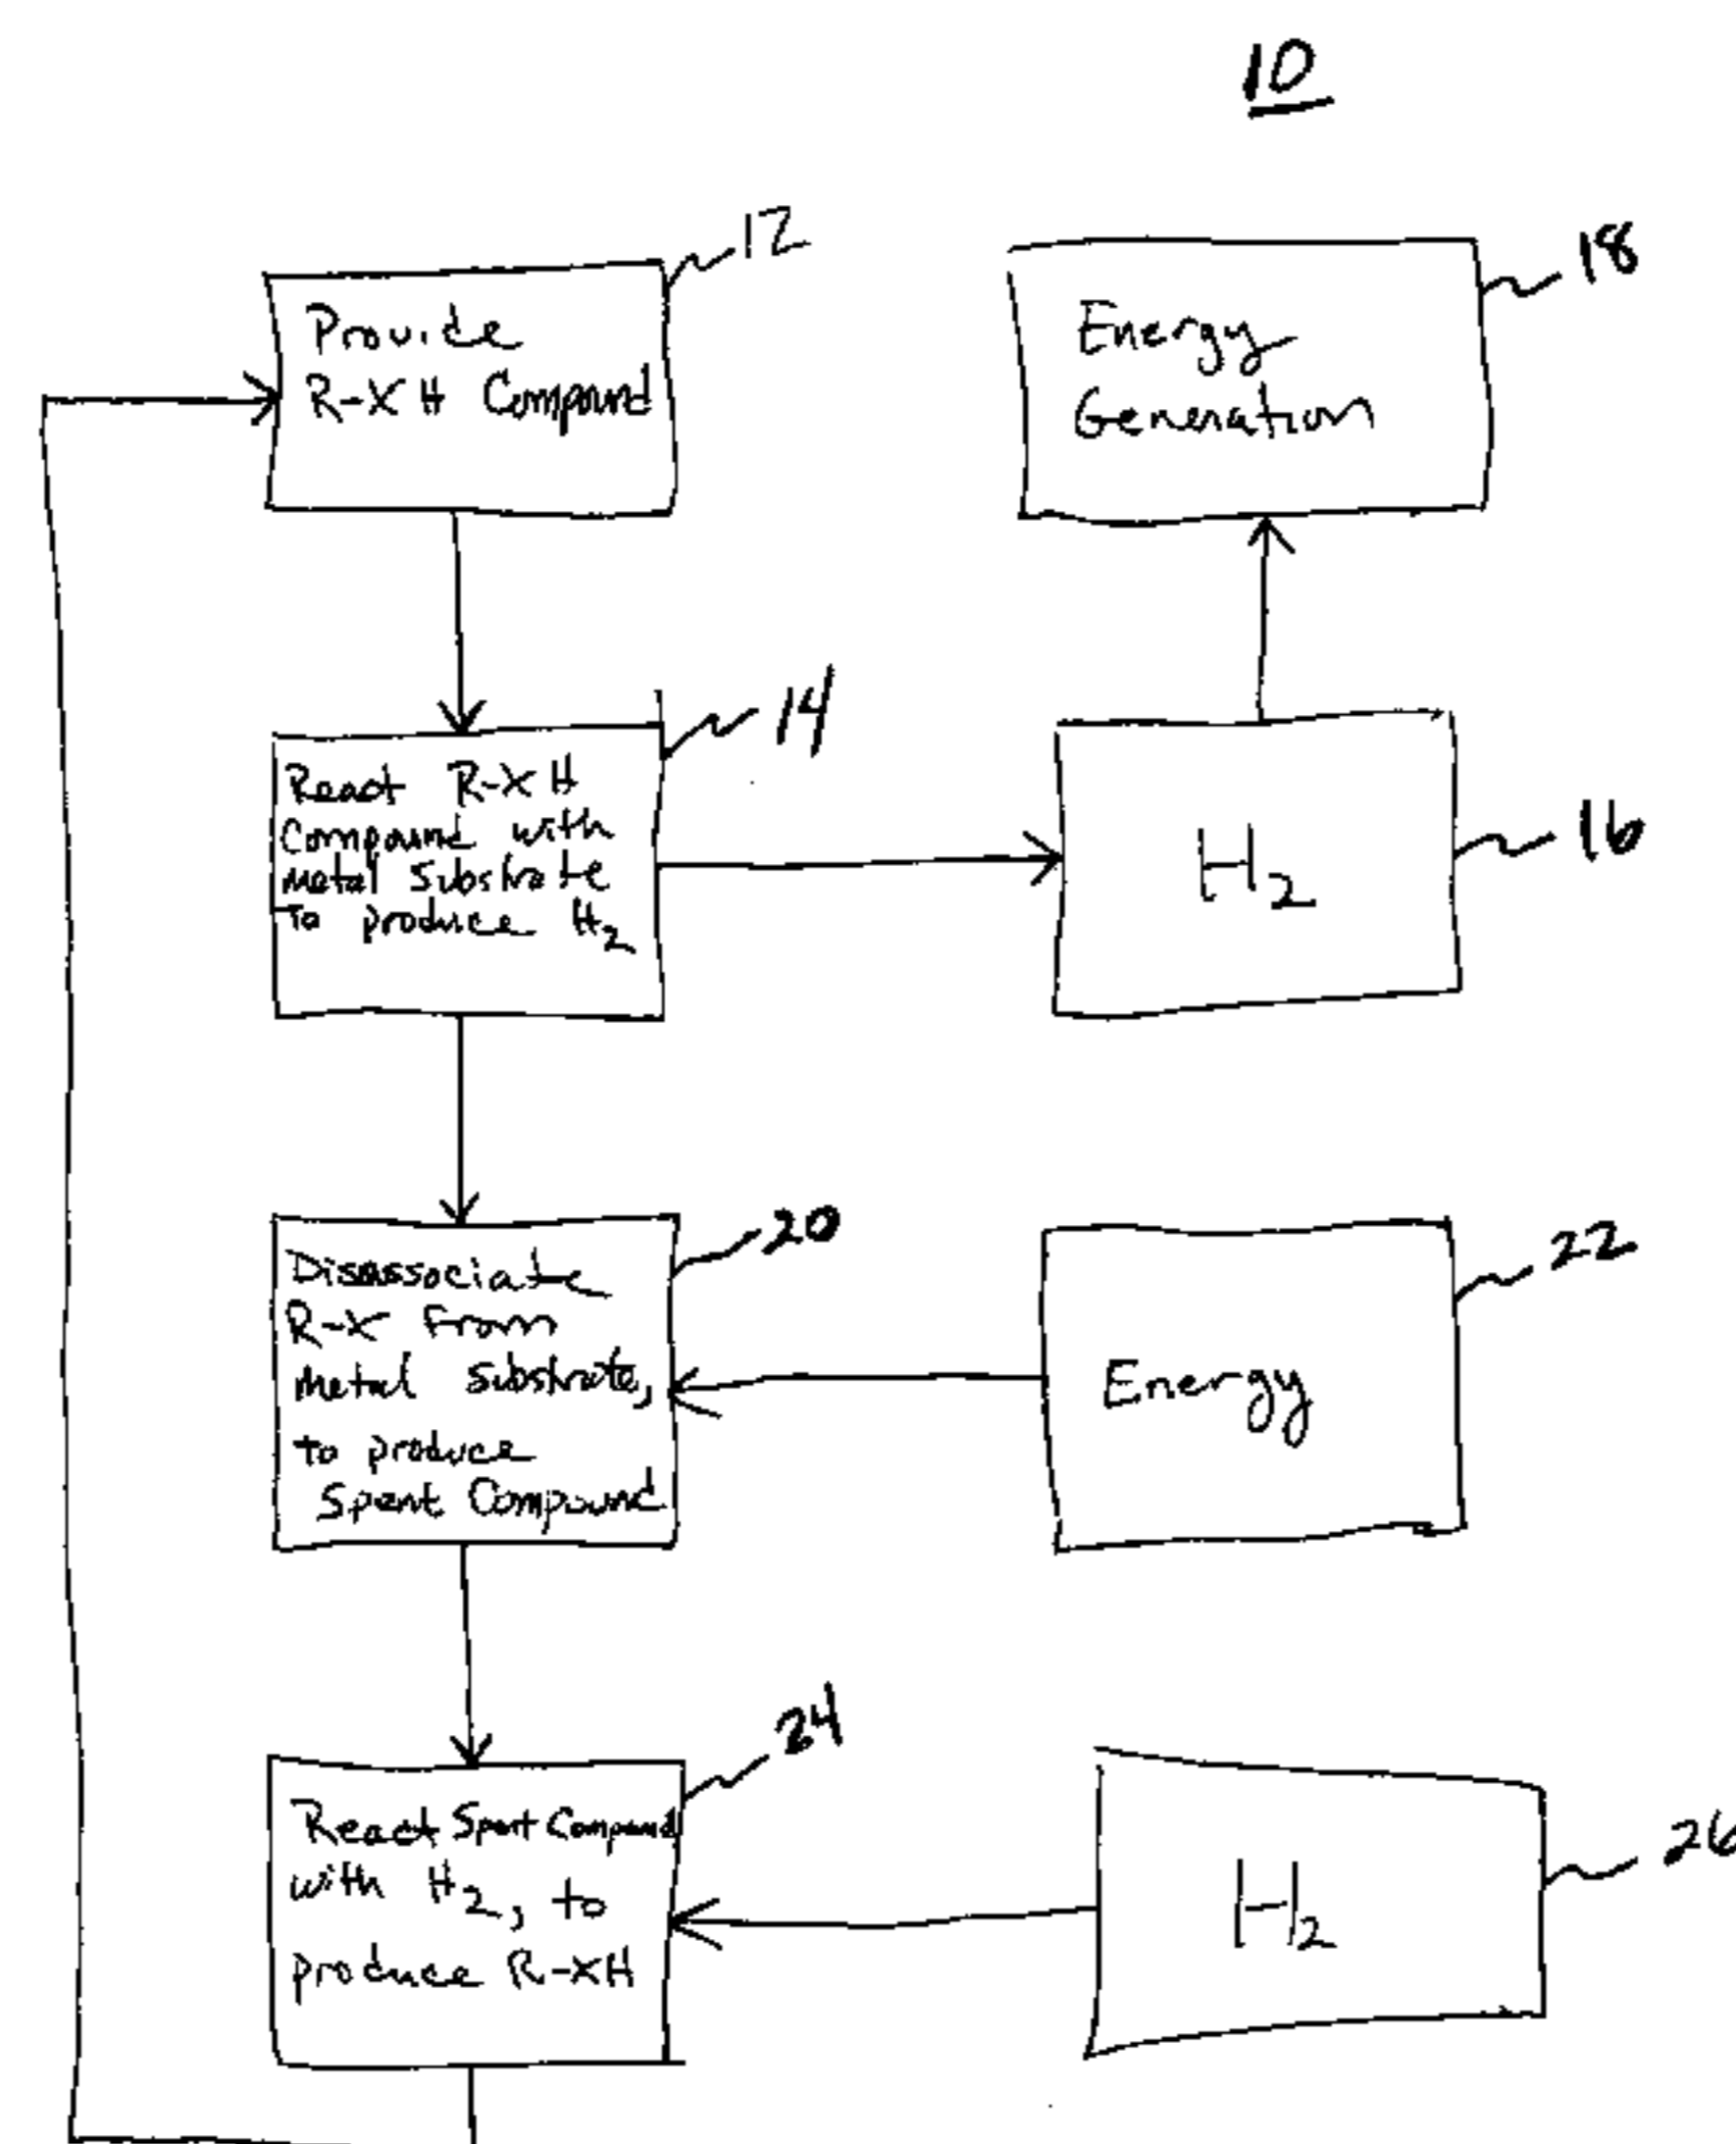 10
12
Provide
R-XH Compound
18
Energy
Generation
14
React R-XH
Compound with
Metal Substrate
To produce H2
16
H2
20
Disassociate
R-X from
Metal Substrate,
to produce
Spent Compound
22
Energy
24
React Spent Compound
with H2, to
produce R-XH
26
H2